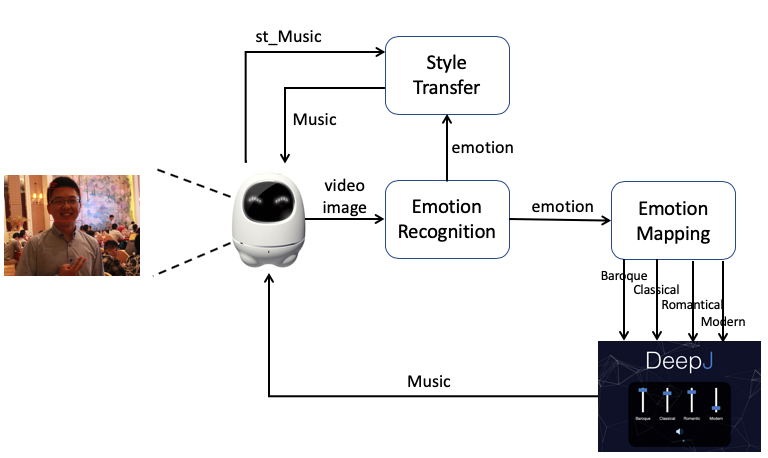 st_Music
Style
Transfer
Music
emotion
video
image
Emotion
Recognition
emotion
Emotion
Mapping
Baroque
Classical
Romantical
Modern
DeepJ
Baroque
Classical
Romantic
Modern
Music